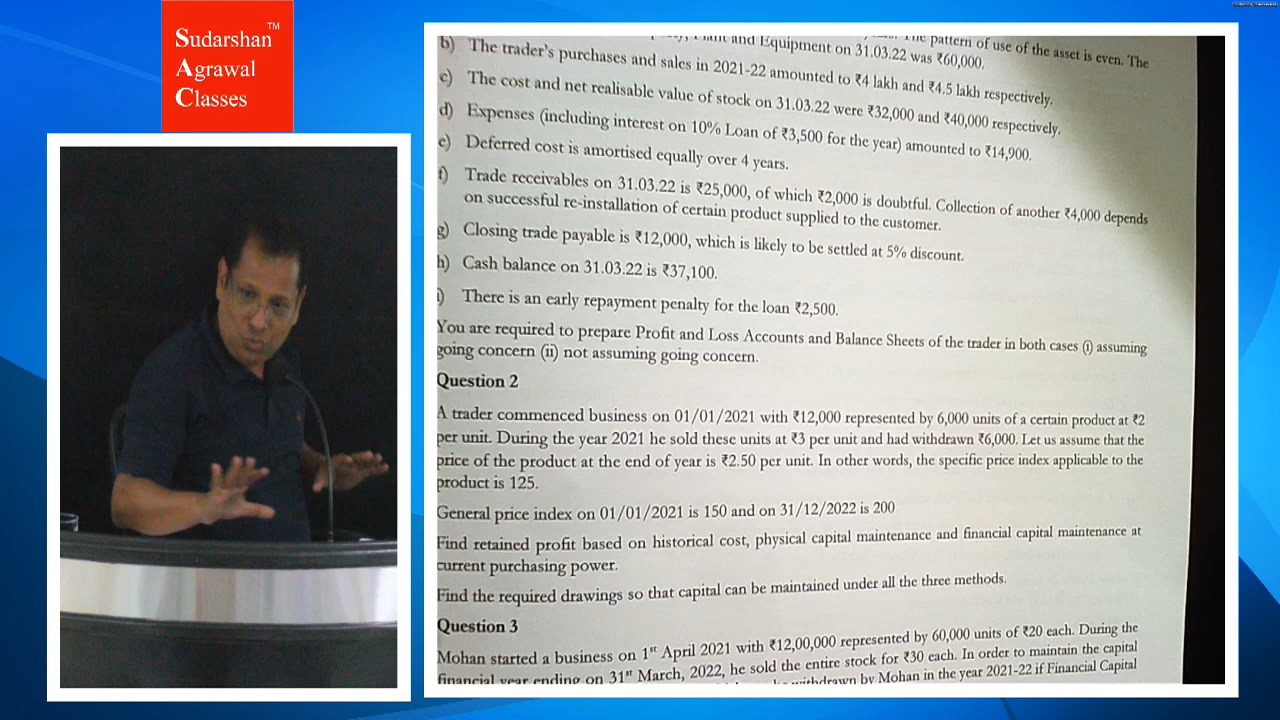 Sudarshan TM
Agrawal
Classes
Plant and Equipment on 31.03.22 was ₹60,000. The pattern of use of the asset is even. The
b) The trader's purchases and sales in 2021-22 amounted to ₹4 lakh and ₹4.5 lakh respectively.
c) The cost and net realisable value of stock on 31.03.22 were ₹32,000 and ₹40,000 respectively.
d) Expenses (including interest on 10% Loan of ₹3,500 for the year) amounted to ₹14,900.
e) Deferred cost is amortised equally over 4 years.
f) Trade receivables on 31.03.22 is ₹25,000, of which ₹2,000 is doubtful. Collection of another ₹4,000 depends
on successful re-installation of certain product supplied to the customer.
g) Closing trade payable is ₹12,000, which is likely to be settled at 5% discount.
h) Cash balance on 31.03.22 is ₹37,100.
i) There is an early repayment penalty for the loan ₹2,500.
You are required to prepare Profit and Loss Accounts and Balance Sheets of the trader in both cases (i) assuming
going concern (ii) not assuming going concern.
Question 2
A trader commenced business on 01/01/2021 with ₹12,000 represented by 6,000 units of a certain product at ₹2
per unit. During the year 2021 he sold these units at ₹3 per unit and had withdrawn ₹6,000. Let us assume that the
price of the product at the end of year is ₹2.50 per unit. In other words, the specific price index applicable to the
product is 125.
General price index on 01/01/2021 is 150 and on 31/12/2022 is 200
Find retained profit based on historical cost, physical capital maintenance and financial capital maintenance at
current purchasing power.
Find the required drawings so that capital can be maintained under all the three methods.
Question 3
Mohan started a business on 1st April 2021 with ₹12,00,000 represented by 60,000 units of ₹20 each. During the
financial year ending on 31st March, 2022, he sold the entire stock for ₹30 each. In order to maintain the capital
withdrawn by Mohan in the year 2021-22 if Financial Capital